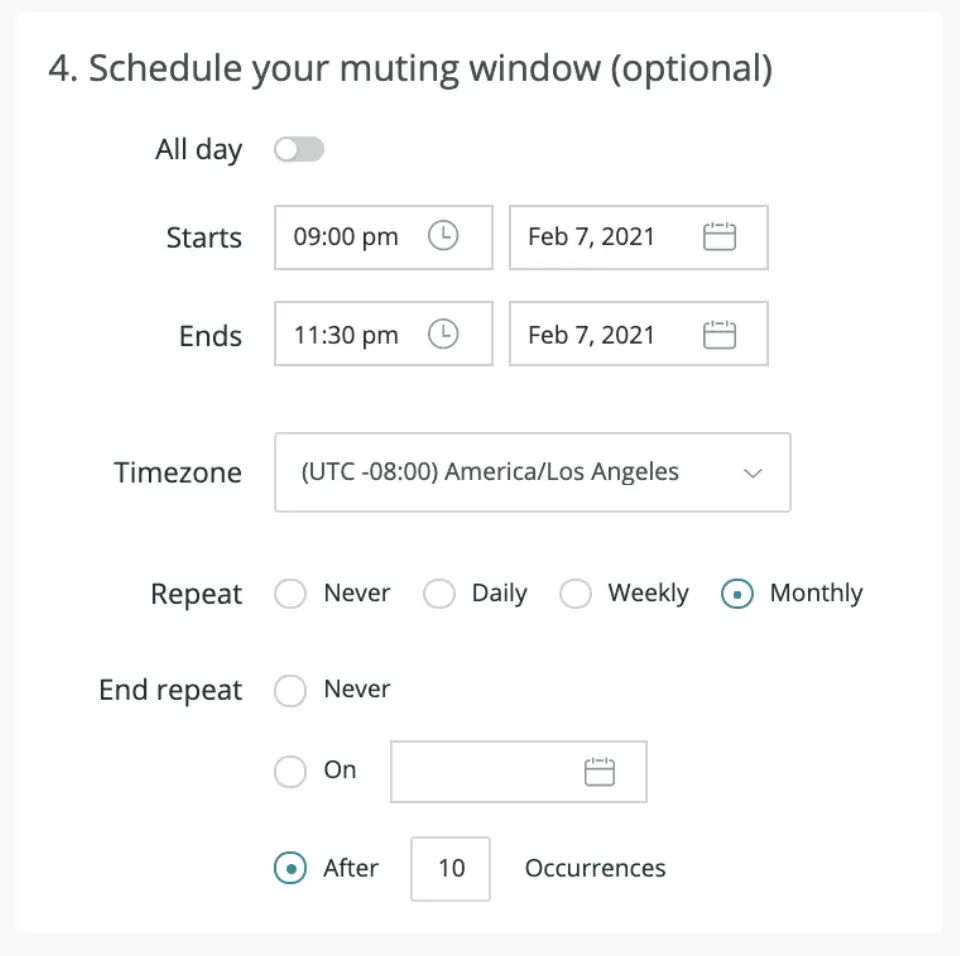 4. Schedule your muting window (optional)
All day
Starts 09:00 pm Feb 7, 2021
Ends 11:30 pm Feb 7, 2021
Timezone (UTC -08:00) America/Los Angeles
Repeat Never Daily Weekly Monthly
End repeat Never
On
After 10 Occurrences